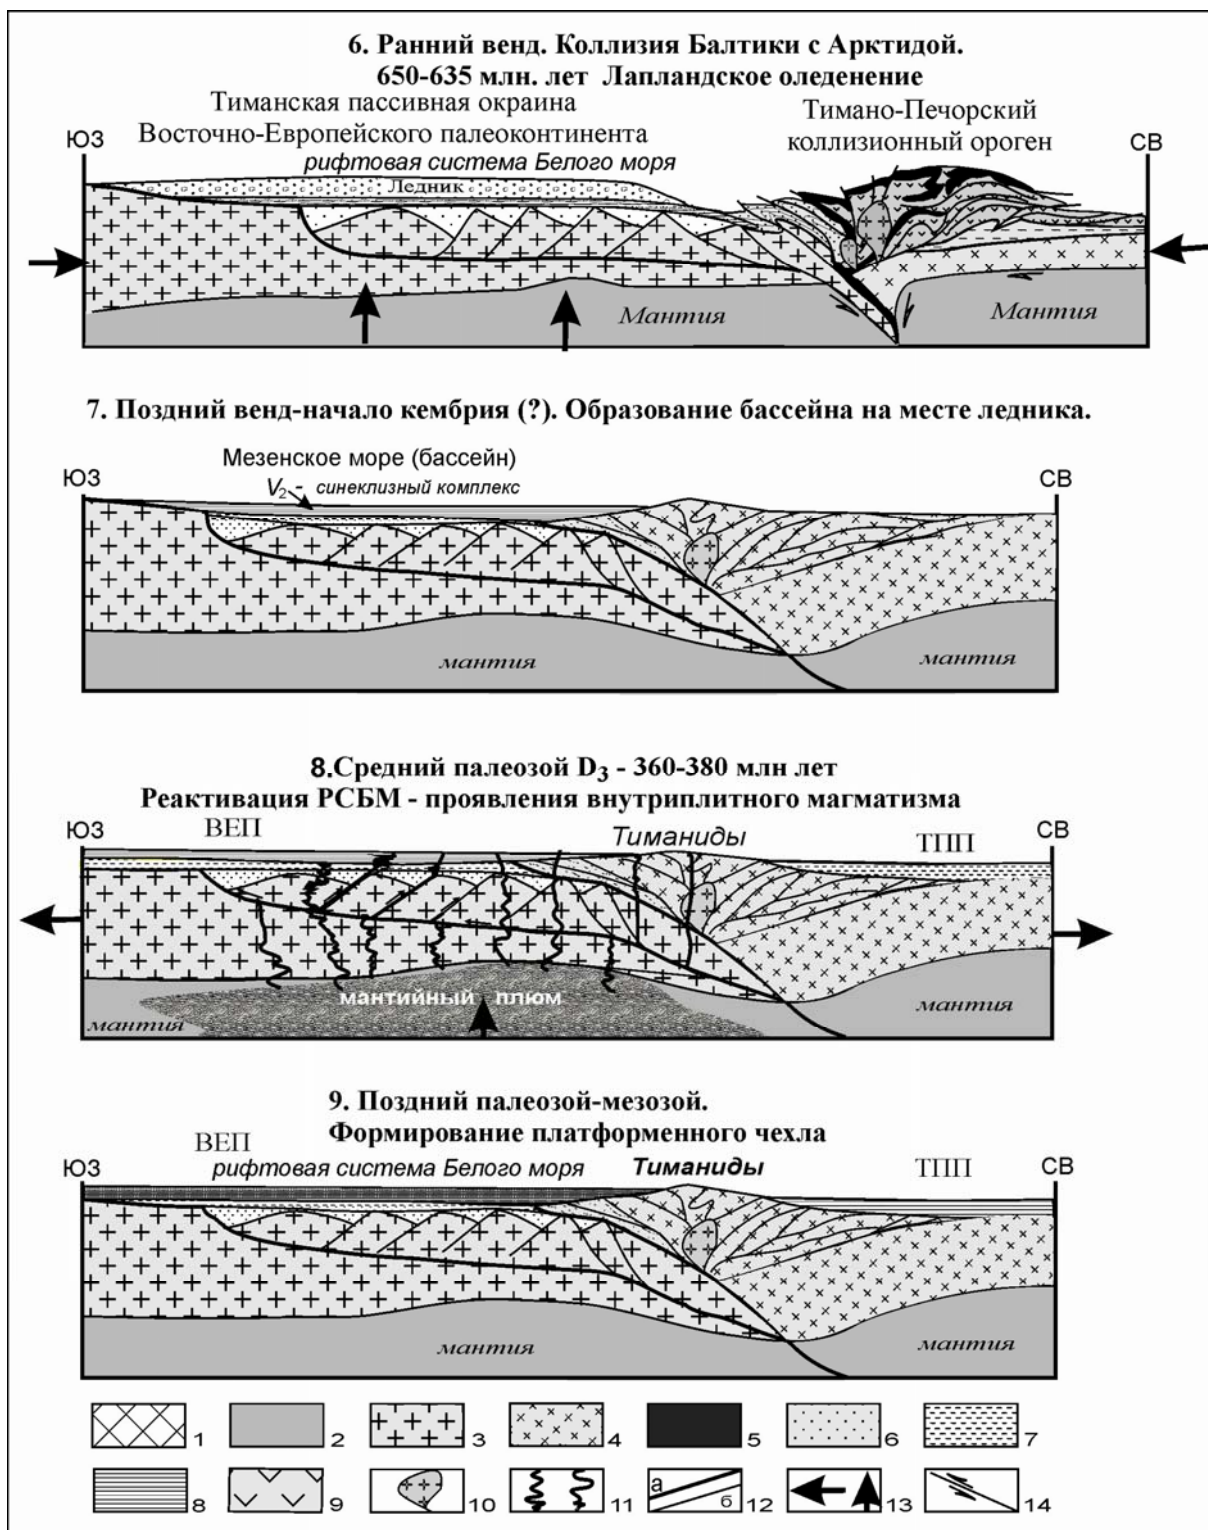 6. Ранний венд. Коллизия Балтики с Арктидой.
650-635 млн. лет Лапландское оледенение
Тиманская пассивная окраина
Восточно-Европейского палеоконтинента
рифтовая система Белого моря
Тимано-Печорский
коллизионный ороген
ЮЗ
СВ
Ледник
Мантия
Мантия
7. Поздний венд-начало кембрия (?). Образование бассейна на месте ледника.
Мезенское море (бассейн)
ЮЗ
V₂ - синеклизный комплекс
СВ
мантия
мантия
8.Средний палеозой D₃ - 360-380 млн лет
Реактивация РСБМ - проявления внутриплитного магматизма
ЮЗ
ВЕП
Тиманиды
ТПП
СВ
мантийный плюм
мантия
мантия
9. Поздний палеозой-мезозой.
Формирование платформенного чехла
ВЕП
ЮЗ
рифтовая система Белого моря
Тиманиды
ТПП
СВ
мантия
мантия
1 2 3 4 5 6 7
8 9 10 11 а б 12 13 14